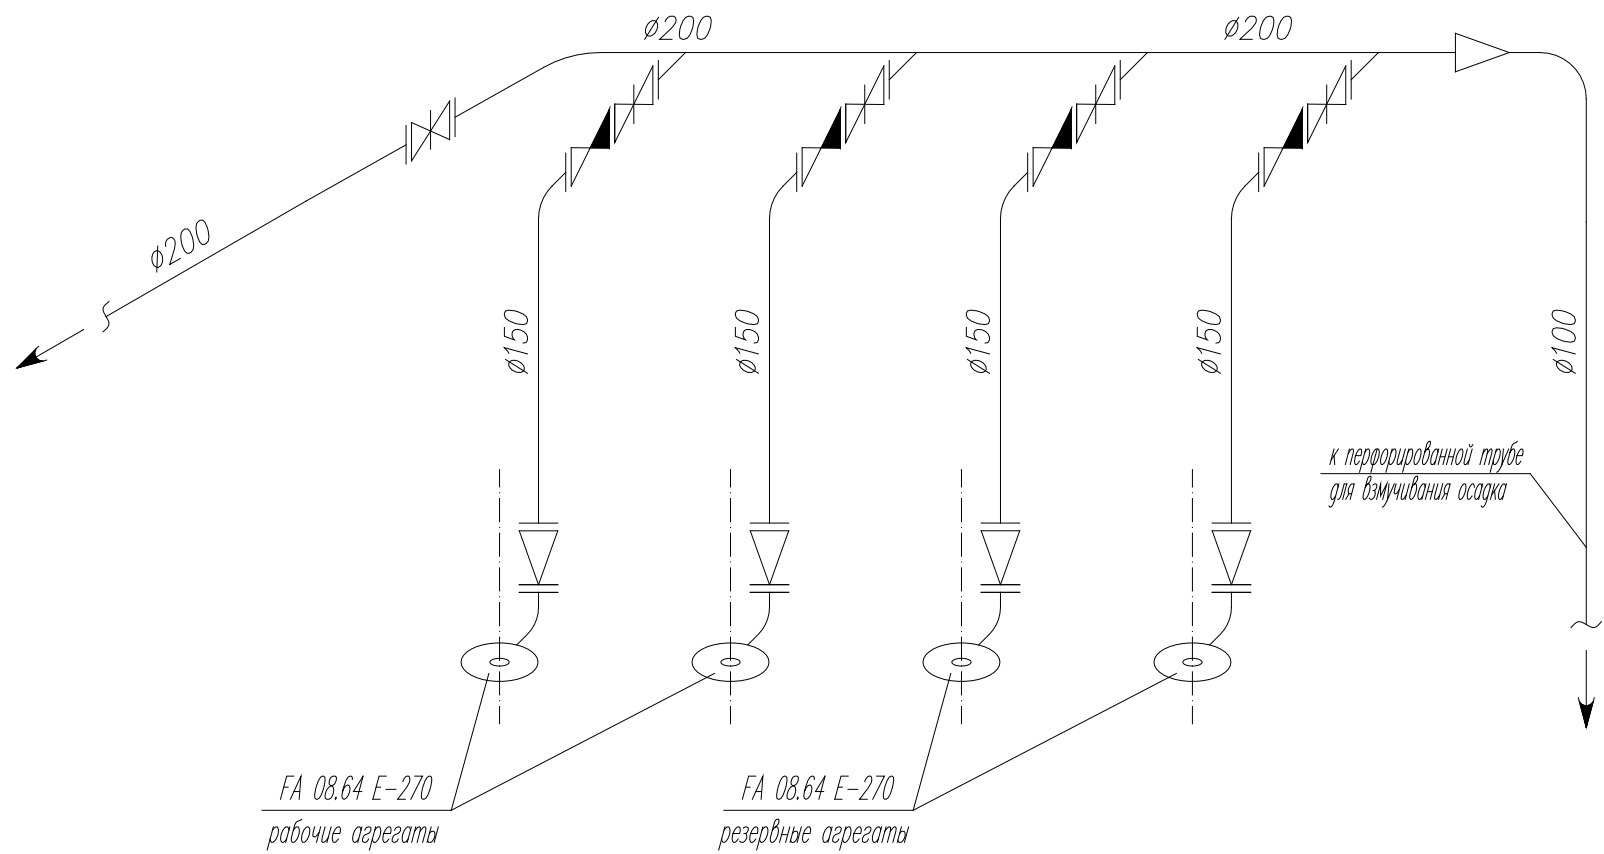 ø200
ø200
ø200
ø150
ø150
ø150
ø150
ø100
к перфорированной трубе
для взмучивания осадка
FA 08.64 E-270
рабочие агрегаты
FA 08.64 E-270
резервные агрегаты